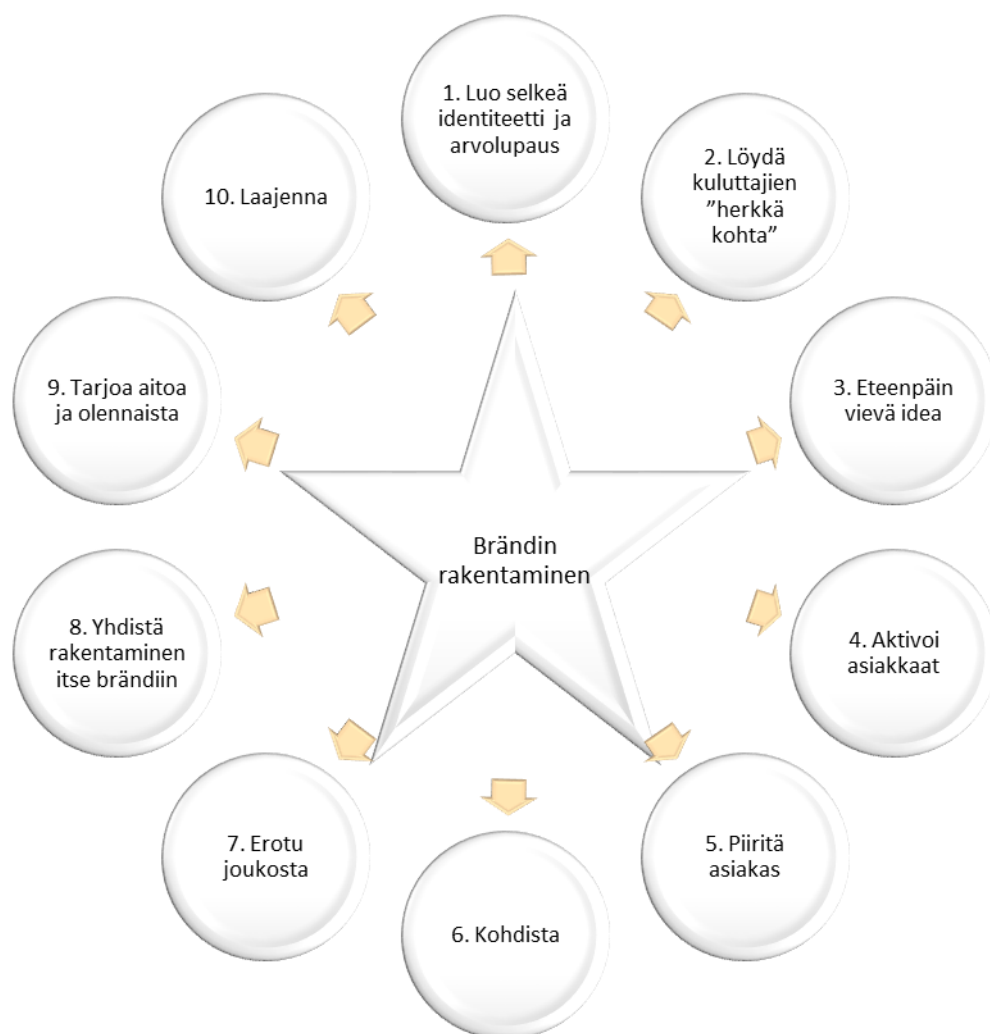 1. Luo selkeä
identiteetti ja
arvolupaus
2. Löydä
kuluttajien
”herkkä
kohta”
3. Eteenpäin
vievä idea
4. Aktivoi
asiakkaat
5. Piiritä
asiakas
6. Kohdista
7. Erotu
joukosta
8. Yhdistä
rakentaminen
itse brändiin
9. Tarjoa aitoa
ja olennaista
10. Laajenna
Brändin
rakentaminen